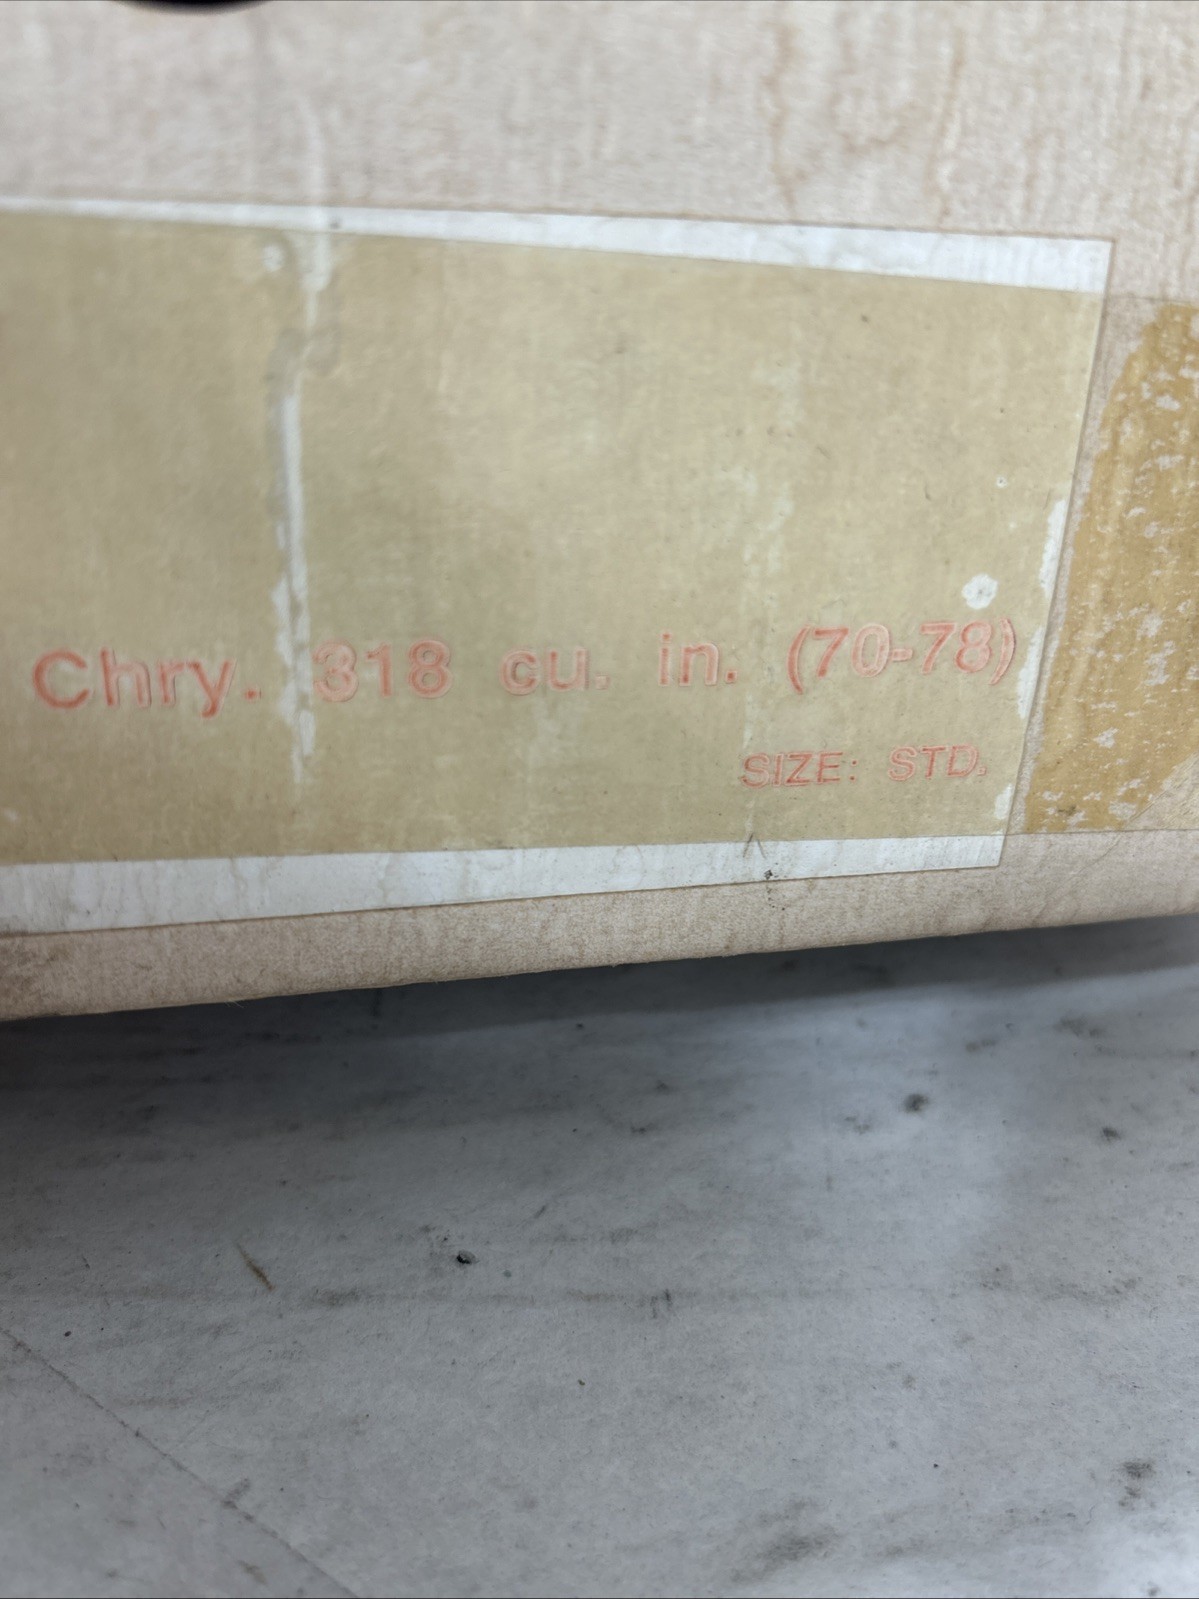 Chry. 318 cu. in. (70-78)
SIZE: STD.